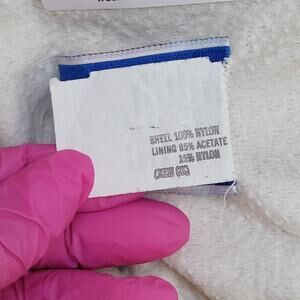 SHELL 100% NYLON
LINING 85% ACETATE
15% NYLON